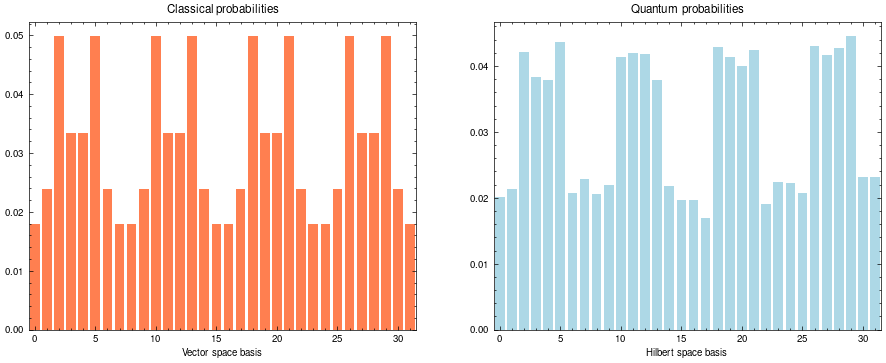 Classical probabilities
0.05
0.04
0.03
0.02
0.01
0.00
0 5 10 15 20 25 30
Vector space basis
Quantum probabilities
0.04
0.03
0.02
0.01
0.00
0 5 10 15 20 25 30
Hilbert space basis